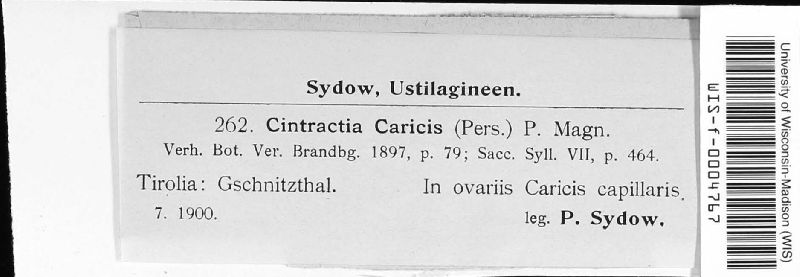 Sydow, Ustilagineen.
262. Cintractia Caricis (Pers.) P. Magn.
Verh. Bot. Ver. Brandbg. 1897, p. 79; Sacc. Syll. VII, p. 464.
Tirolia: Gschnitzthal. In ovariis Caricis capillaris.
7. 1900. leg. P. Sydow.
WIS-f-0004767
University of Wisconsin-Madison (WIS)